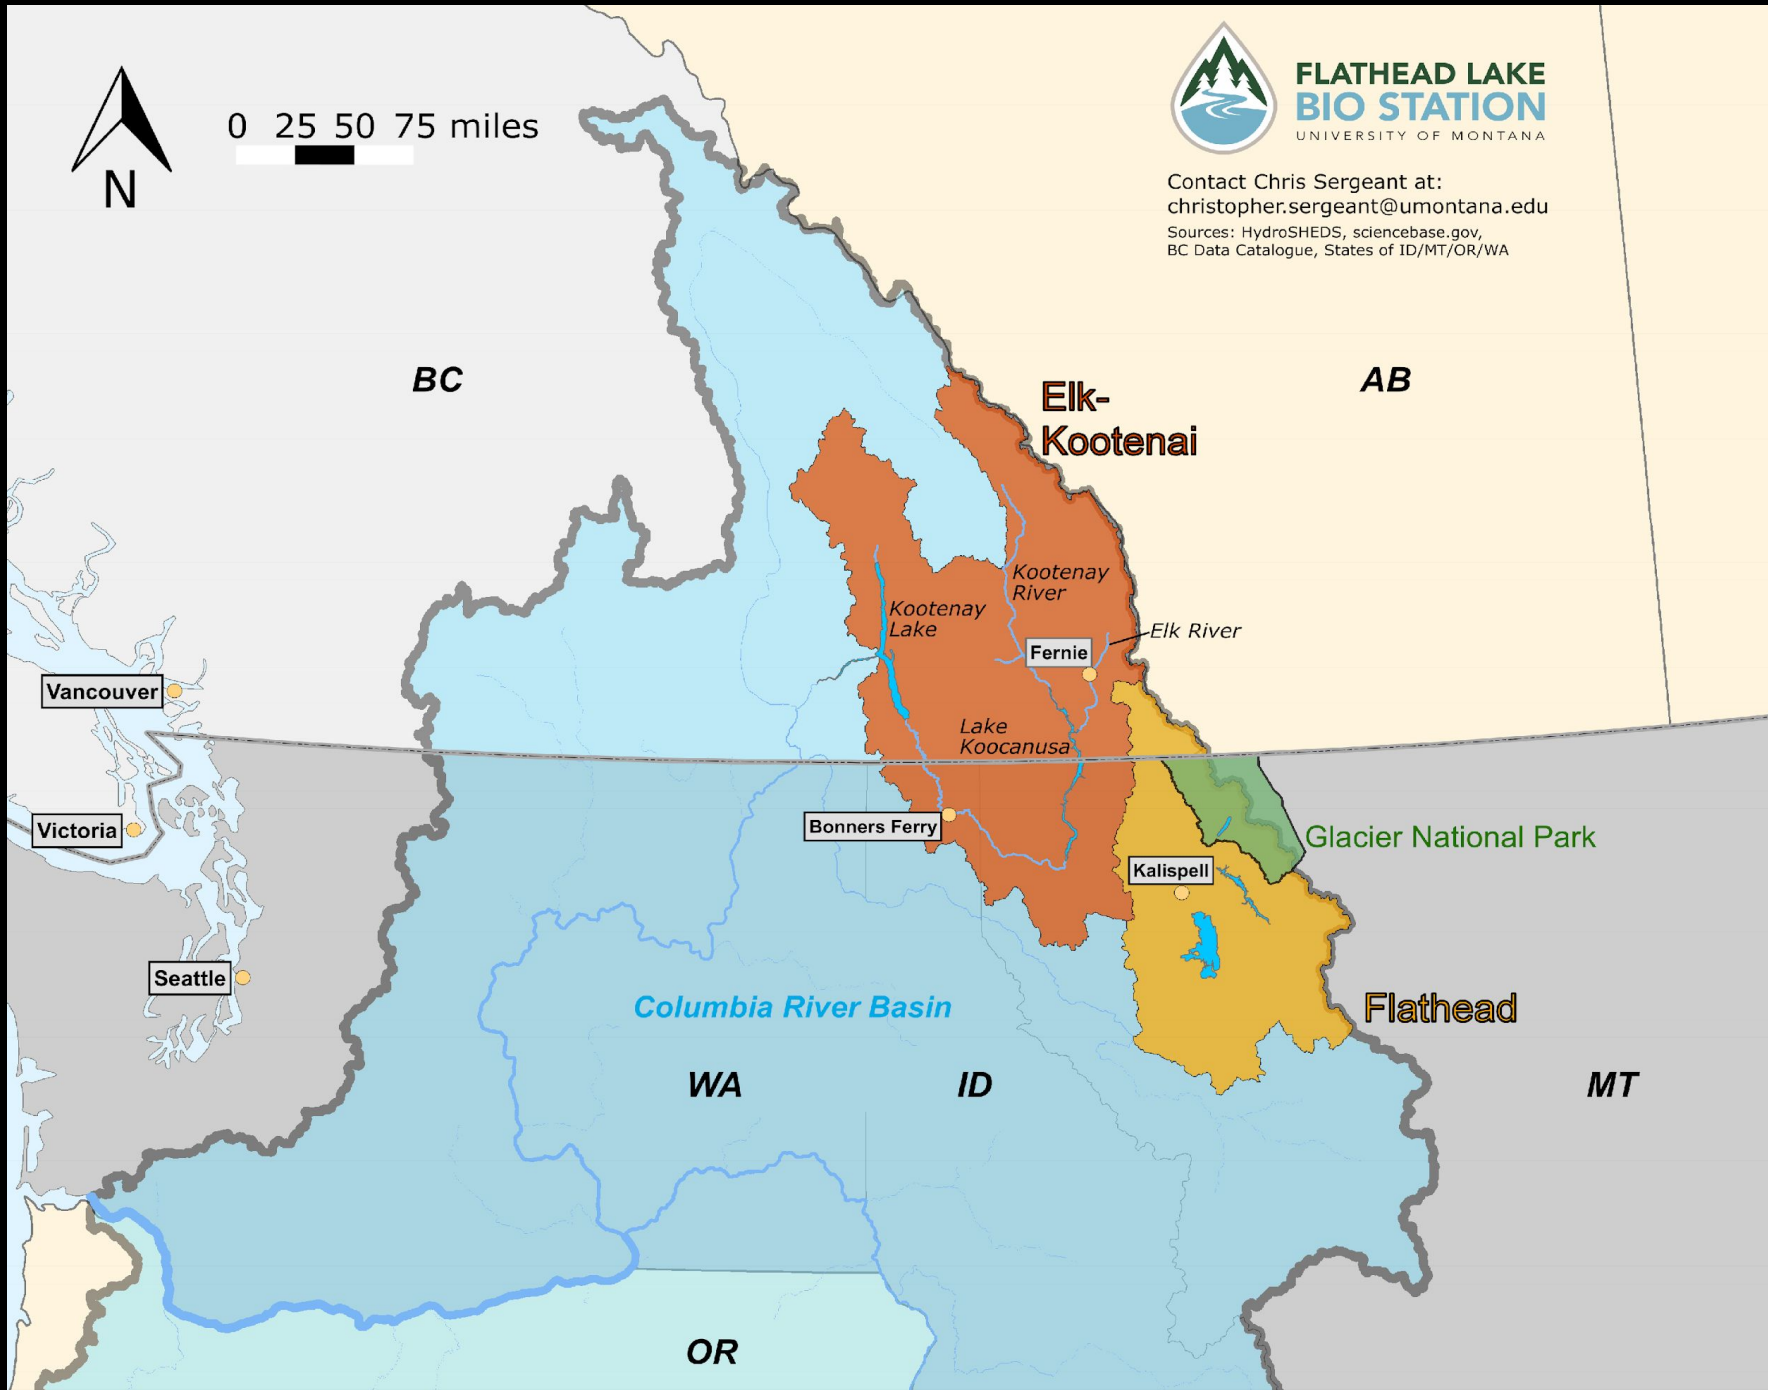 FLATHEAD LAKE
BIO STATION
UNIVERSITY OF MONTANA
0 25 50 75 miles
N
Contact Chris Sergeant at:
christopher.sergeant@umontana.edu
Sources: HydroSHEDS, sciencebase.gov,
BC Data Catalogue, States of ID/MT/OR/WA
BC
AB
Elk-
Kootenai
Kootenay
River
Kootenay
Lake
Elk River
Fernie
Vancouver
Lake
Koocanusa
Victoria
Bonners Ferry
Glacier National Park
Kalispell
Seattle
Columbia River Basin
Flathead
WA
ID
MT
OR